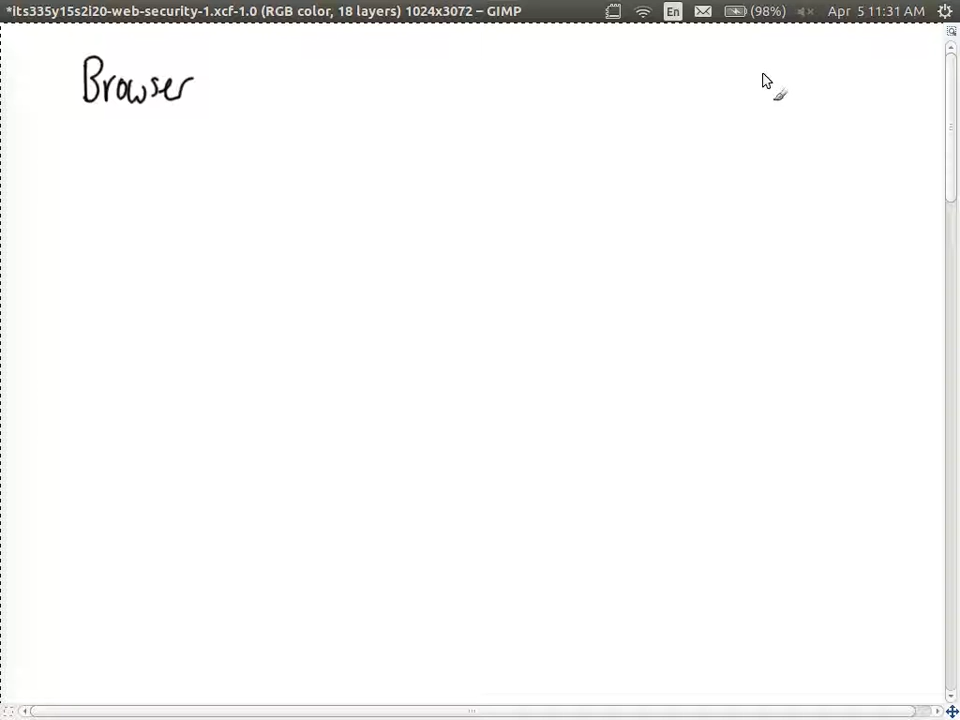 *its335y15s2i20-web-security-1.xcf-1.0 (RGB color, 18 layers) 1024x3072 – GIMP En (98%) Apr 5 11:31 AM
Browser